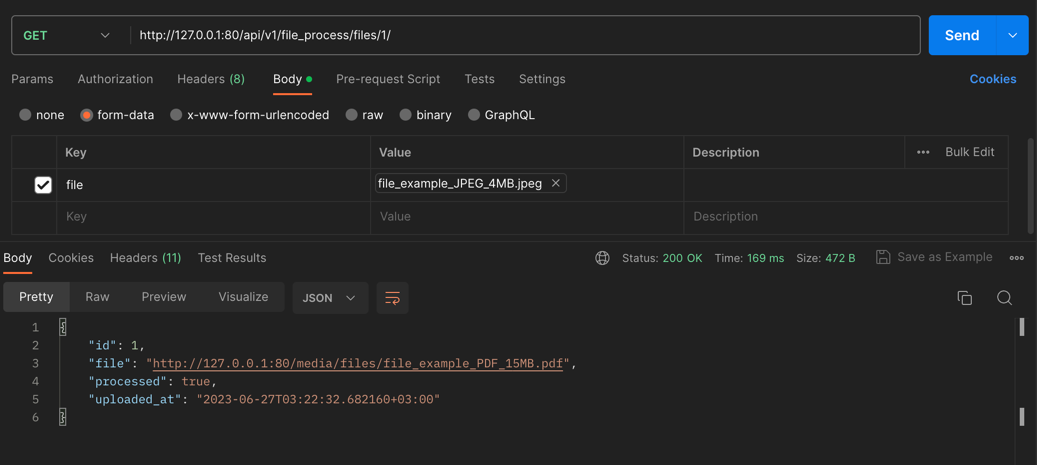 GET http://127.0.0.1:80/api/v1/file_process/files/1/ Send
Params Authorization Headers (8) Body Pre-request Script Tests Settings Cookies
none form-data x-www-form-urlencoded raw binary GraphQL
Key Value Description ••• Bulk Edit
file file_example_JPEG_4MB.jpeg
Key Value Description
Body Cookies Headers (11) Test Results Status: 200 OK Time: 169 ms Size: 472 B Save as Example
Pretty Raw Preview Visualize JSON
1 {
2 "id": 1,
3 "file": "http://127.0.0.1:80/media/files/file_example_PDF_15MB.pdf",
4 "processed": true,
5 "uploaded_at": "2023-06-27T03:22:32.682160+03:00"
6 }